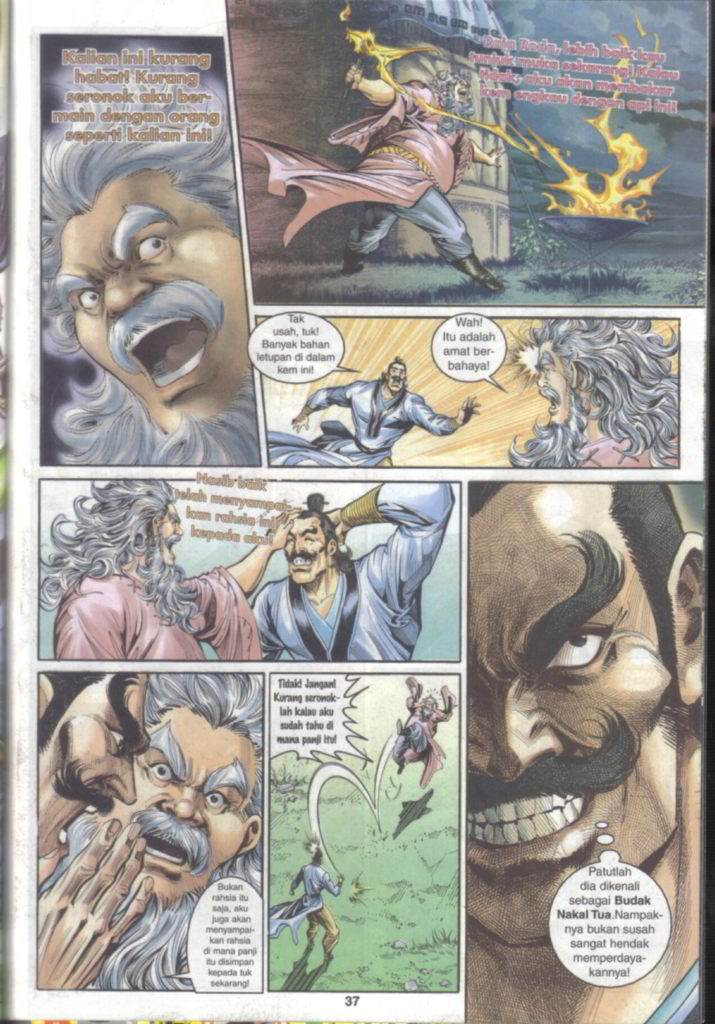 Kalian ini kurang
habat! Kurang
seronok aku ber-
main dengan orang
seperti kalian ini!
Raja Roda, lebih baik kau
tunjuk muka sekarang! Kalau
tidak, aku akan membakar
kem engkau dengan api ini!
Tak
usah, tuk!
Banyak bahan
letupan di dalam
kem ini!
Wah!
Itu adalah
amat ber-
bahaya!
Nasib baik
telah menyampai-
kan rahsia ini
kepada aku!
Bukan
rahsia itu
saja, aku
juga akan
menyampai-
kan rahsia
di mana panji
itu disimpan
kepada tuk
sekarang!
Tidak! Jangan!
Kurang seronok-
lah kalau aku
sudah tahu di
mana panji itu!
Patutlah
dia dikenali
sebagai Budak
Nakal Tua.Nampak-
nya bukan susah
sangat hendak
memperdaya-
kannya!
37